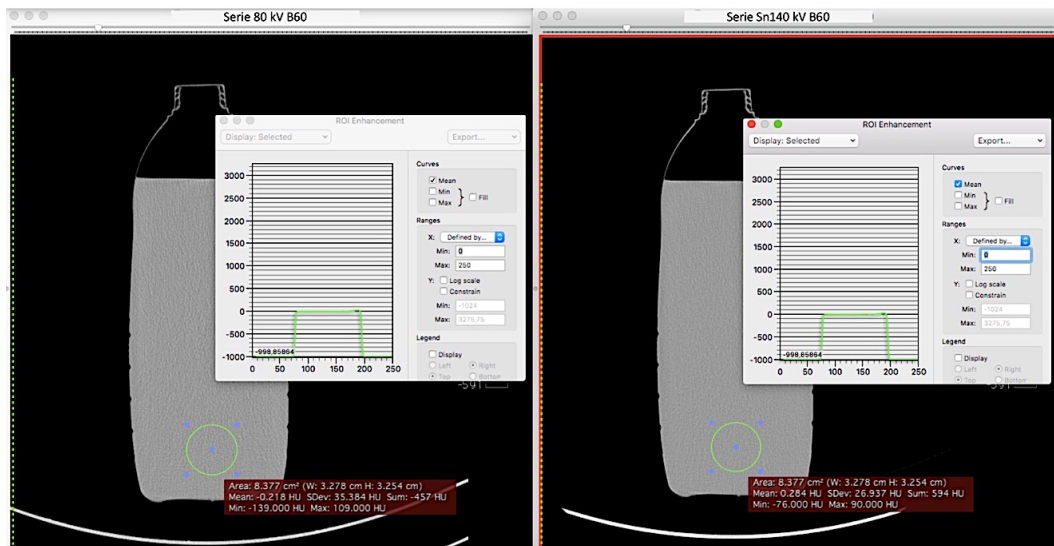 Serie 80 kV B60
ROI Enhancement
Display: Selected
Export...
3000
2500
2000
1500
1000
500
0
-500
-1000
-998,85864
0 50 100 150 200 250
Curves
Mean
Min
Max
Fill
Ranges
X: Defined by...
Min: 0
Max: 250
Y: Log scale
Constrain
Min: -1024
Max: 3275,75
Legend
Display
Left Right
Top Bottom
-591
Area: 8.377 cm² (W: 3.278 cm H: 3.254 cm)
Mean: -0.218 HU SDev: 35.384 HU Sum: -457 HU
Min: -139.000 HU Max: 109.000 HU
Serie Sn140 kV B60
ROI Enhancement
Display: Selected
Export...
3000
2500
2000
1500
1000
500
0
-500
-1000
-998,85864
0 50 100 150 200 250
Curves
Mean
Min
Max
Fill
Ranges
X: Defined by...
Min: 0
Max: 250
Y: Log scale
Constrain
Min: -1024
Max: 3275,75
Legend
Display
Left Right
Top Bottom
-591
Area: 8.377 cm² (W: 3.278 cm H: 3.254 cm)
Mean: 0.284 HU SDev: 26.937 HU Sum: 594 HU
Min: -76.000 HU Max: 90.000 HU